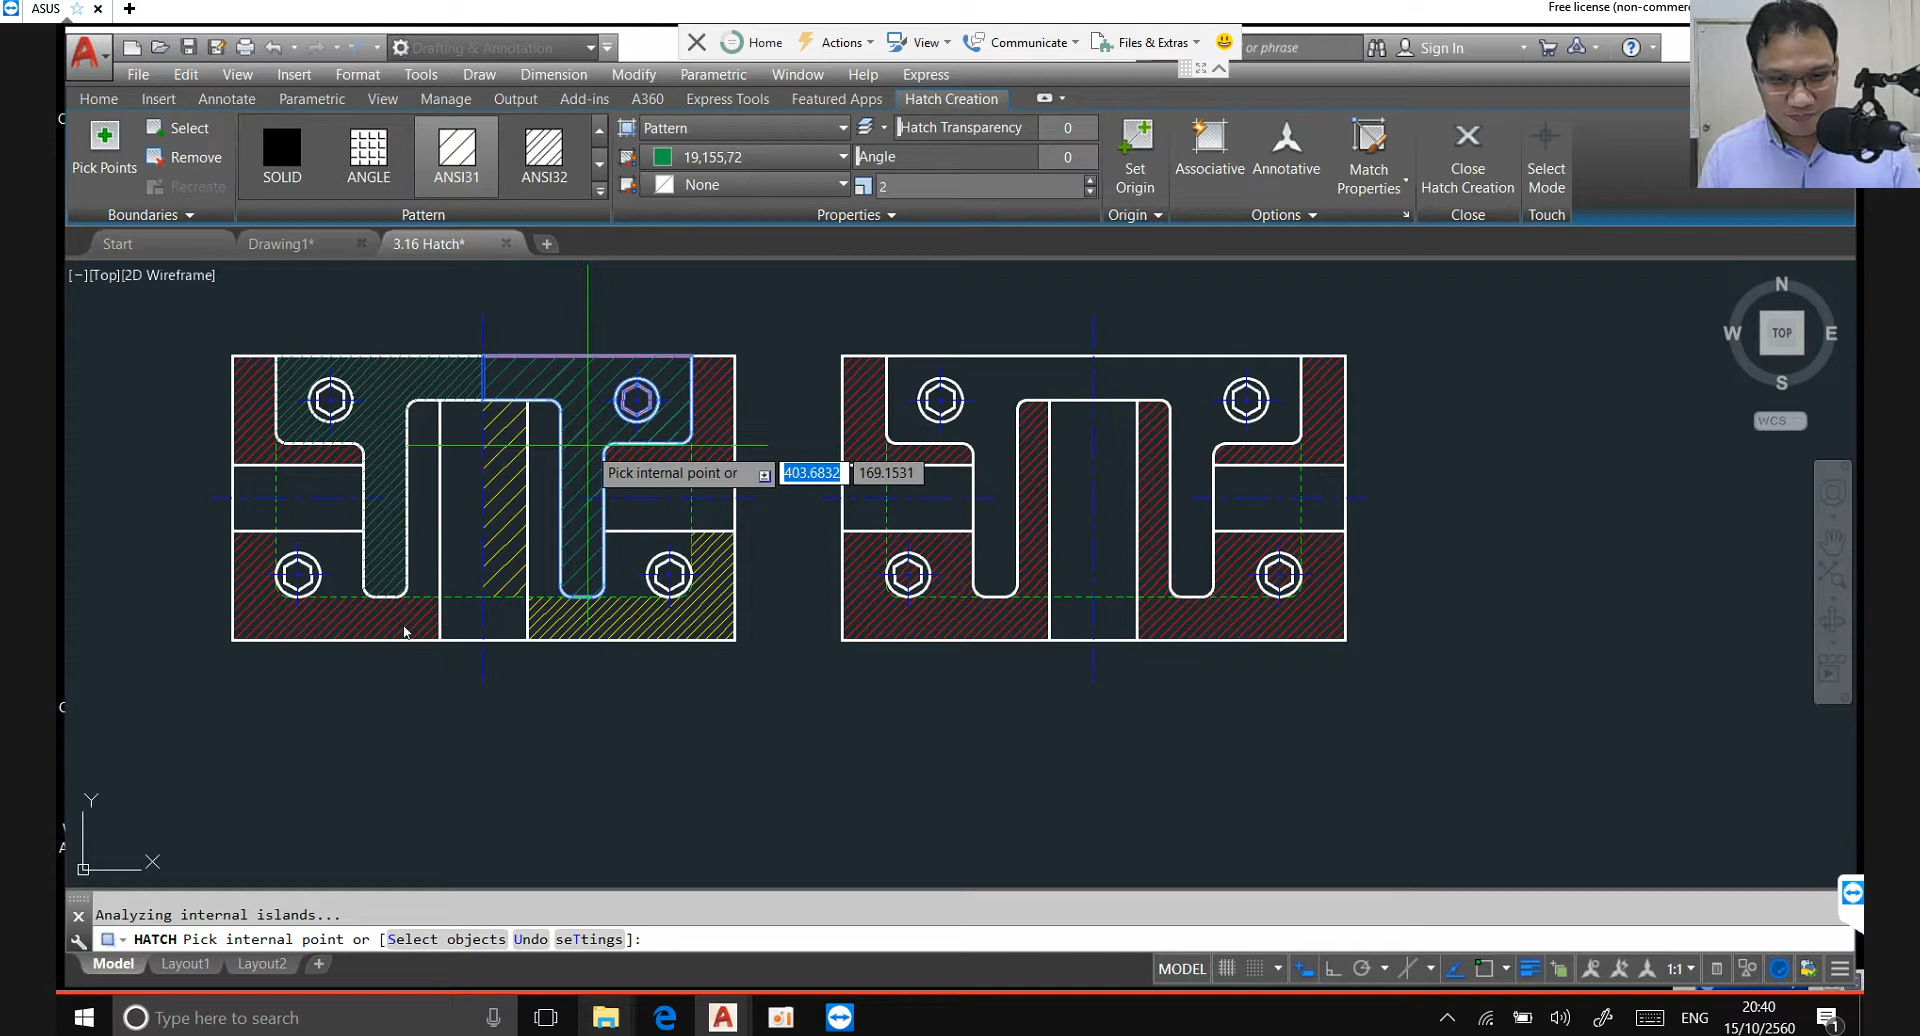 ASUS
Free license (non-commerc
Drafting & Annotation
Home Actions View Communicate Files & Extras
or phrase
Sign In
File Edit View Insert Format Tools Draw Dimension Modify Parametric Window Help Express
Home Insert Annotate Parametric View Manage Output Add-ins A360 Express Tools Featured Apps Hatch Creation
Pick Points
Select
Remove
Recreate
Boundaries
SOLID
ANGLE
ANSI31
ANSI32
Pattern
Pattern
19,155,72
None
Hatch Transparency 0
Angle 0
2
Properties
Set Origin
Origin
Associative
Annotative
Match Properties
Options
Close Hatch Creation
Close
Select Mode
Touch
Start
Drawing1*
3.16 Hatch*
[−][Top][2D Wireframe]
N
W TOP E
S
WCS
Pick internal point or 403.6832 169.1531
Y
X
Analyzing internal islands...
HATCH Pick internal point or [Select objects Undo seTtings]:
Model Layout1 Layout2
MODEL 1:1
Type here to search
ENG
20:40
15/10/2560
1